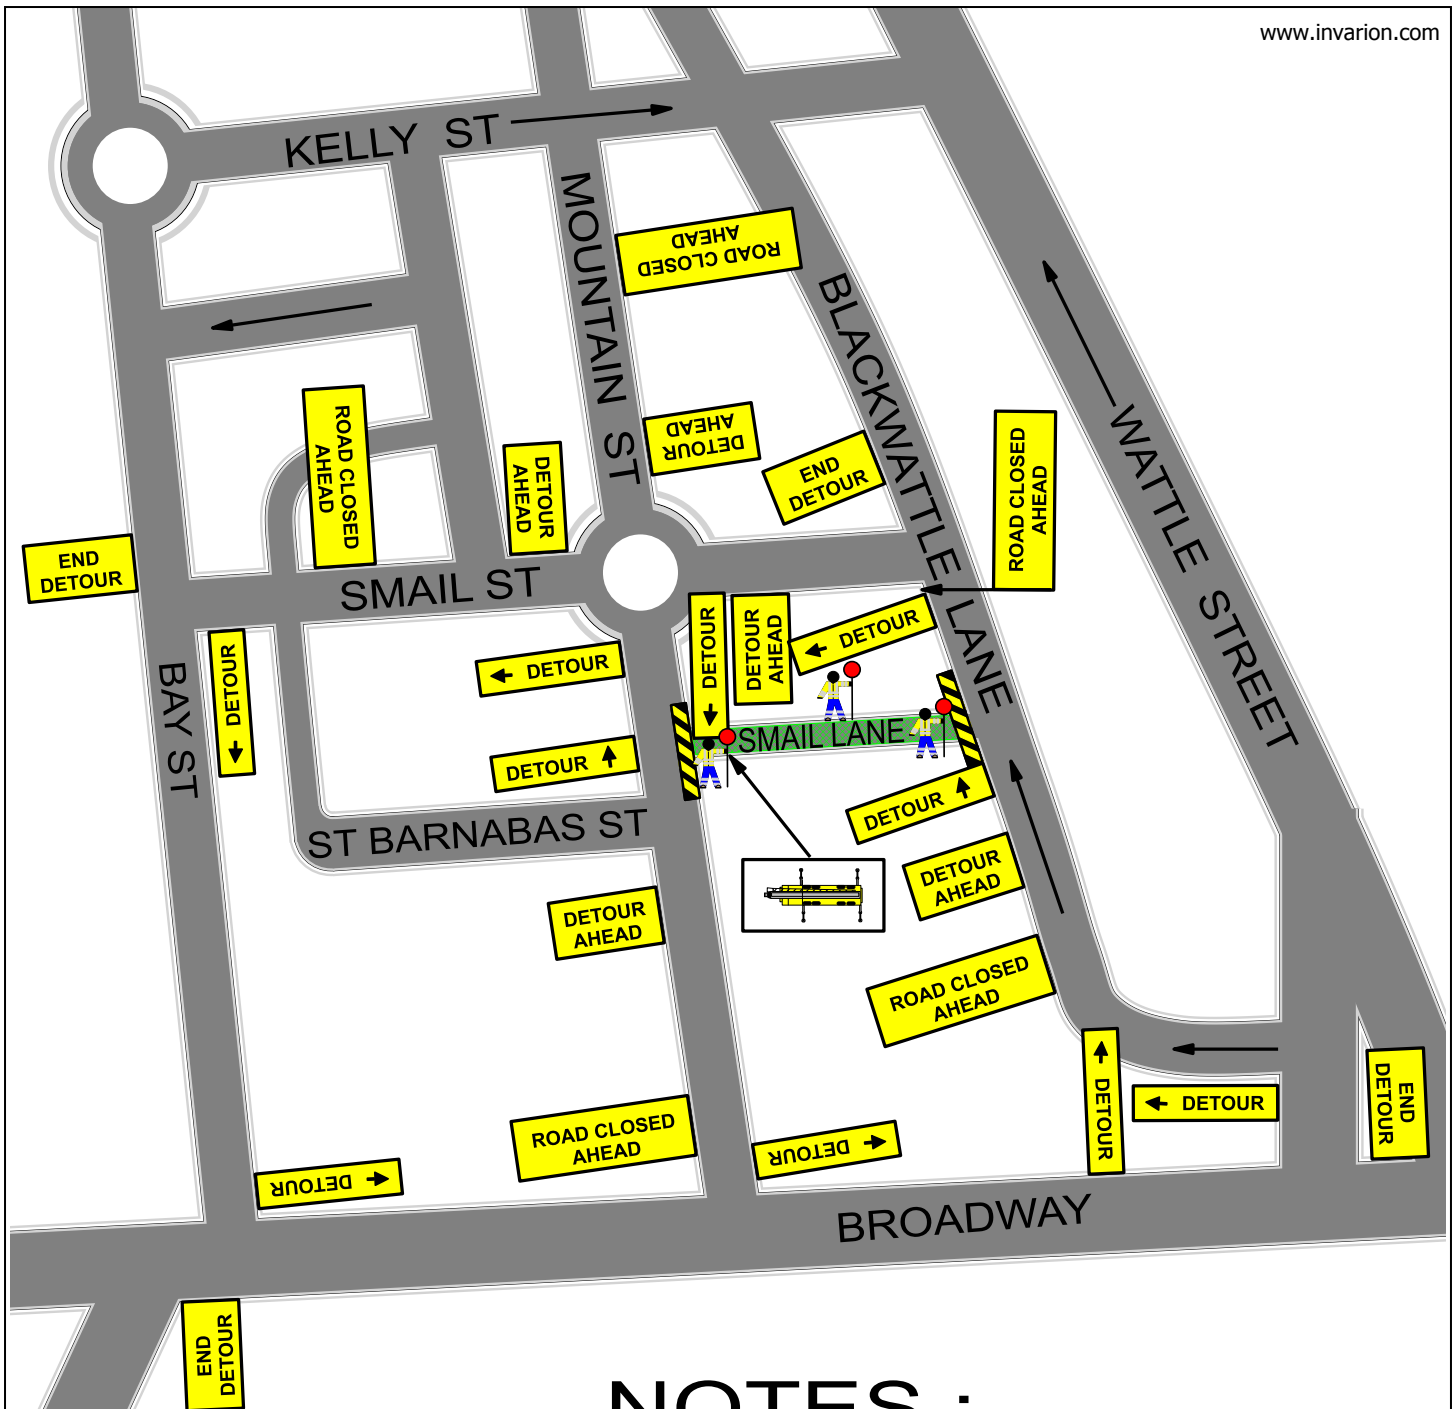 www.invarion.com
KELLY ST
MOUNTAIN ST
ROAD CLOSED
AHEAD
BLACKWATTLE LANE
WATTLE STREET
ROAD CLOSED
AHEAD
DETOUR
AHEAD
DETOUR
AHEAD
END
DETOUR
ROAD CLOSED
AHEAD
END
DETOUR
SMAIL ST
DETOUR
DETOUR
AHEAD
DETOUR
DETOUR
DETOUR
BAY ST
SMAIL LANE
DETOUR
DETOUR
ST BARNABAS ST
DETOUR
AHEAD
DETOUR
AHEAD
ROAD CLOSED
AHEAD
DETOUR
DETOUR
END
DETOUR
ROAD CLOSED
AHEAD
DETOUR
DETOUR
BROADWAY
END
DETOUR
NOTES :